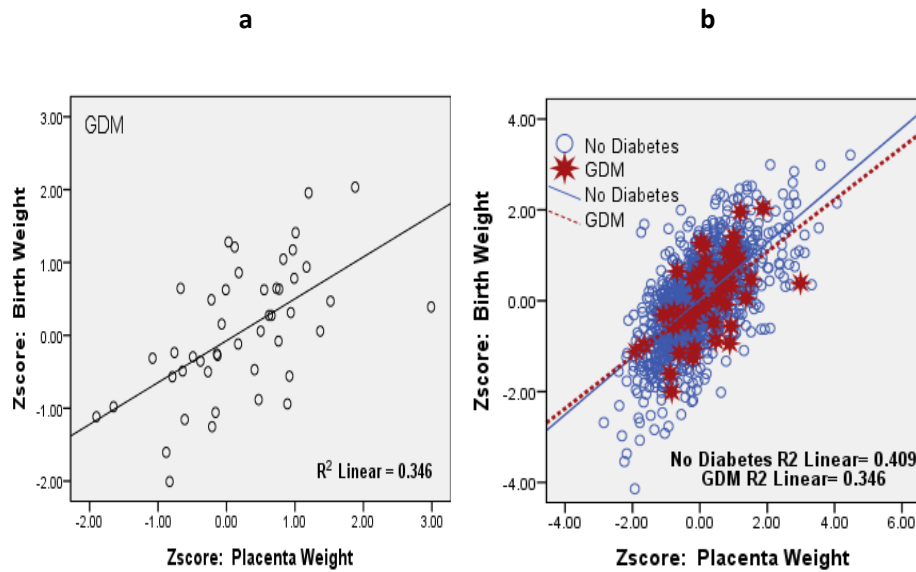 a
b
GDM
3.00
2.00
1.00
0.00
-1.00
-2.00
Zscore: Birth Weight
R² Linear = 0.346
-2.00 -1.00 0.00 1.00 2.00 3.00
Zscore: Placenta Weight
4.00
2.00
0.00
-2.00
-4.00
Zscore: Birth Weight
No Diabetes
GDM
No Diabetes
GDM
No Diabetes R2 Linear= 0.409
GDM R2 Linear= 0.346
-4.00 -2.00 .00 2.00 4.00 6.00
Zscore: Placenta Weight